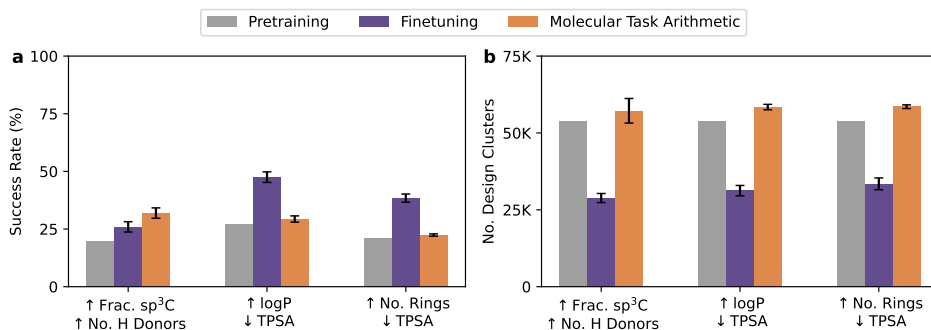 Pretraining Finetuning Molecular Task Arithmetic
a
100
75
50
25
0
Success Rate (%)
↑ Frac. sp³C
↑ No. H Donors
↑ logP
↓ TPSA
↑ No. Rings
↓ TPSA
b
75K
50K
25K
0
No. Design Clusters
↑ Frac. sp³C
↑ No. H Donors
↑ logP
↓ TPSA
↑ No. Rings
↓ TPSA